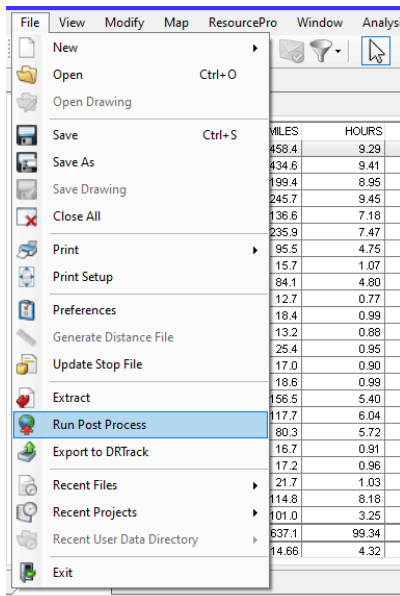 File View Modify Map ResourcePro Window
New
Open Ctrl+O
Open Drawing
Save Ctrl+S
Save As
Save Drawing
Close All
Print
Print Setup
Preferences
Generate Distance File
Update Stop File
Extract
Run Post Process
Export to DRTrack
Recent Files
Recent Projects
Recent User Data Directory
Exit
MILES HOURS
458.4 9.29
434.6 9.41
199.4 8.95
245.7 9.45
136.6 7.18
235.9 7.47
95.5 4.75
15.7 1.07
84.1 4.80
12.7 0.77
18.4 0.99
13.2 0.88
25.4 0.95
17.0 0.90
18.6 0.99
156.5 5.40
117.7 6.04
80.3 5.72
16.7 0.91
17.2 0.96
21.7 1.03
114.8 8.18
101.0 3.25
637.1 99.34
14.66 4.32